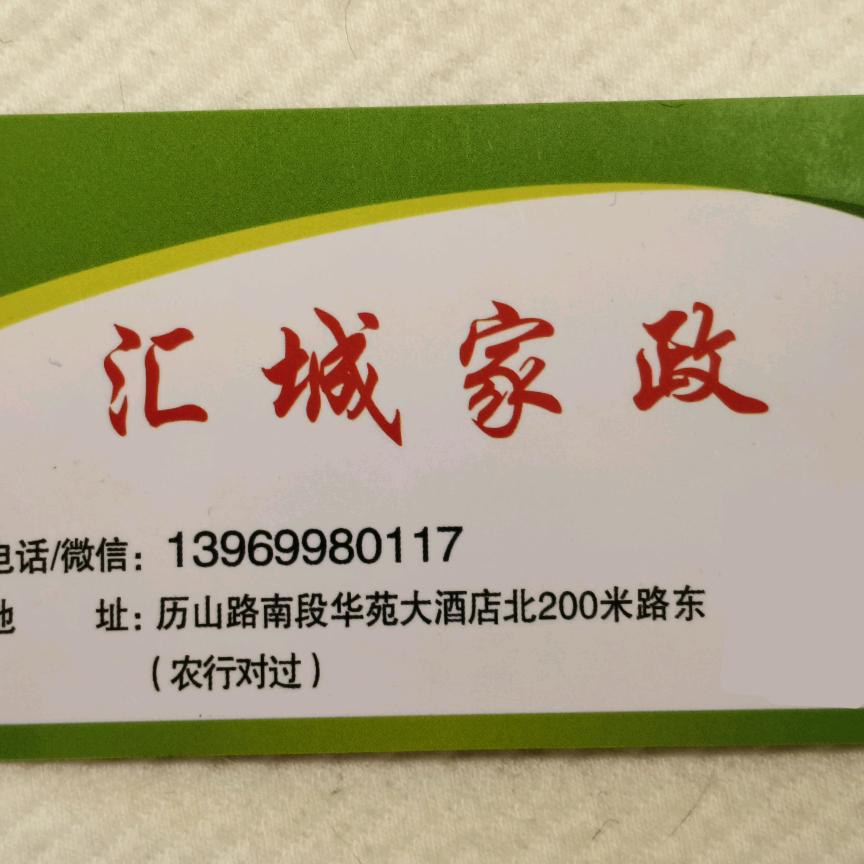 汇城家政
电话/微信：13969980117
地 址：历山路南段华苑大酒店北200米路东
（农行对过）